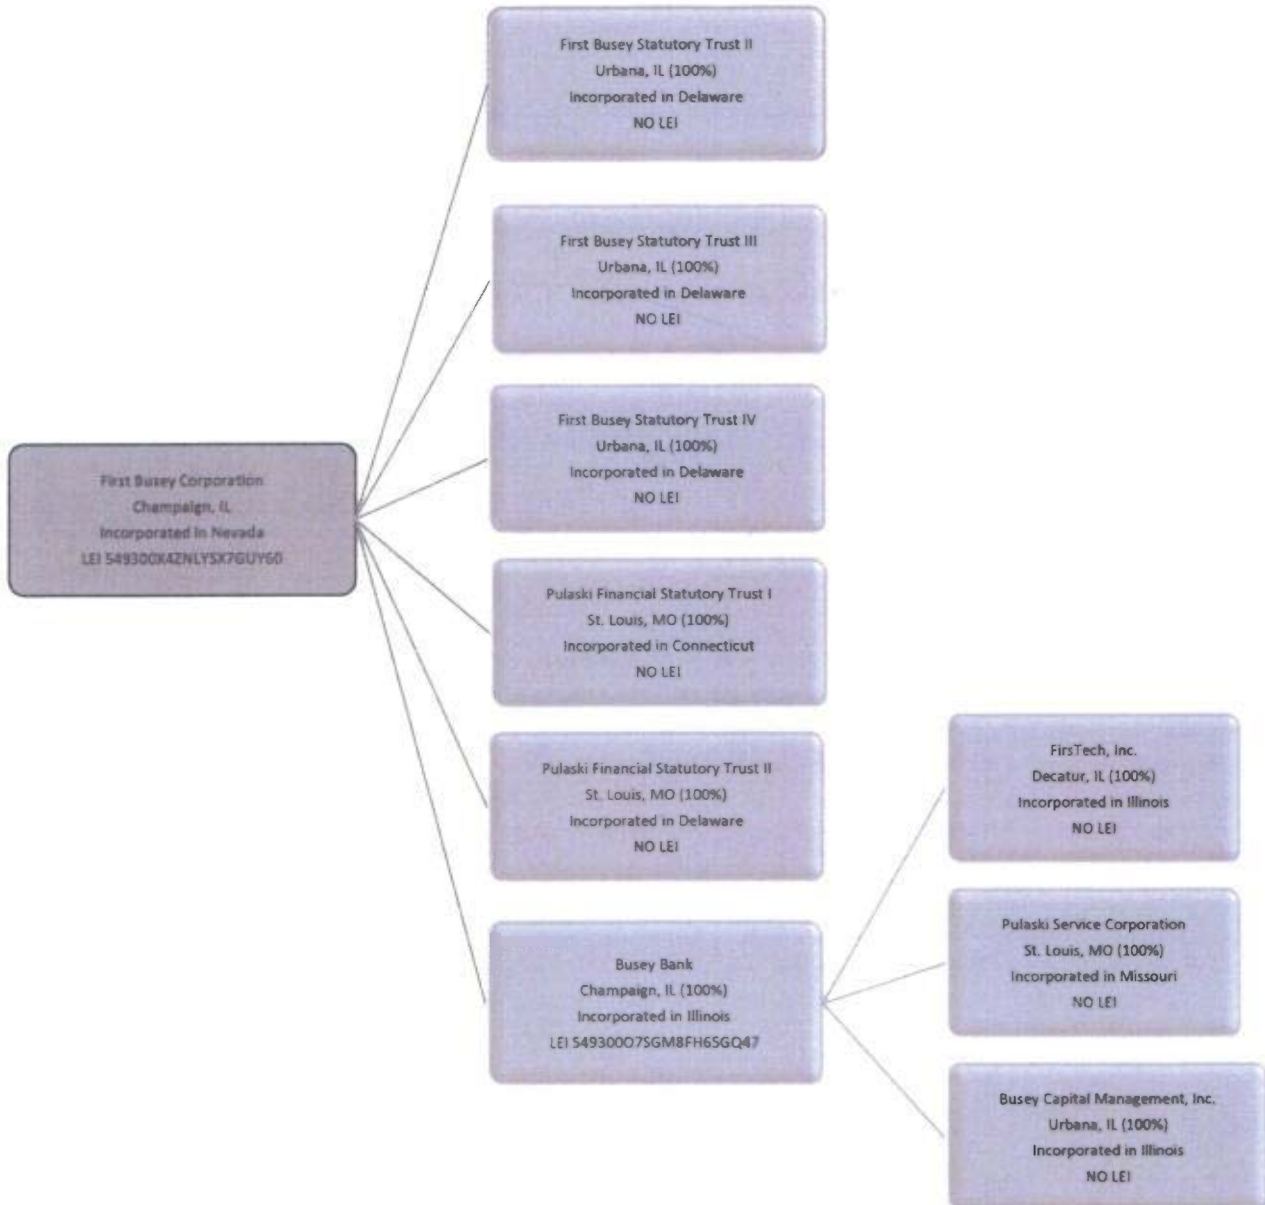 First Busey Statutory Trust II
Urbana, IL (100%)
Incorporated in Delaware
NO LEI
First Busey Statutory Trust III
Urbana, IL (100%)
Incorporated in Delaware
NO LEI
First Busey Statutory Trust IV
Urbana, IL (100%)
Incorporated in Delaware
NO LEI
First Busey Corporation
Champaign, IL
Incorporated in Nevada
LEI 549300X4ZNLYSX7GUY60
Pulaski Financial Statutory Trust I
St. Louis, MO (100%)
Incorporated in Connecticut
NO LEI
Pulaski Financial Statutory Trust II
St. Louis, MO (100%)
Incorporated in Delaware
NO LEI
Busey Bank
Champaign, IL (100%)
Incorporated in Illinois
LEI 549300O7SGM8FH6SGQ47
FirsTech, Inc.
Decatur, IL (100%)
Incorporated in Illinois
NO LEI
Pulaski Service Corporation
St. Louis, MO (100%)
Incorporated in Missouri
NO LEI
Busey Capital Management, Inc.
Urbana, IL (100%)
Incorporated in Illinois
NO LEI